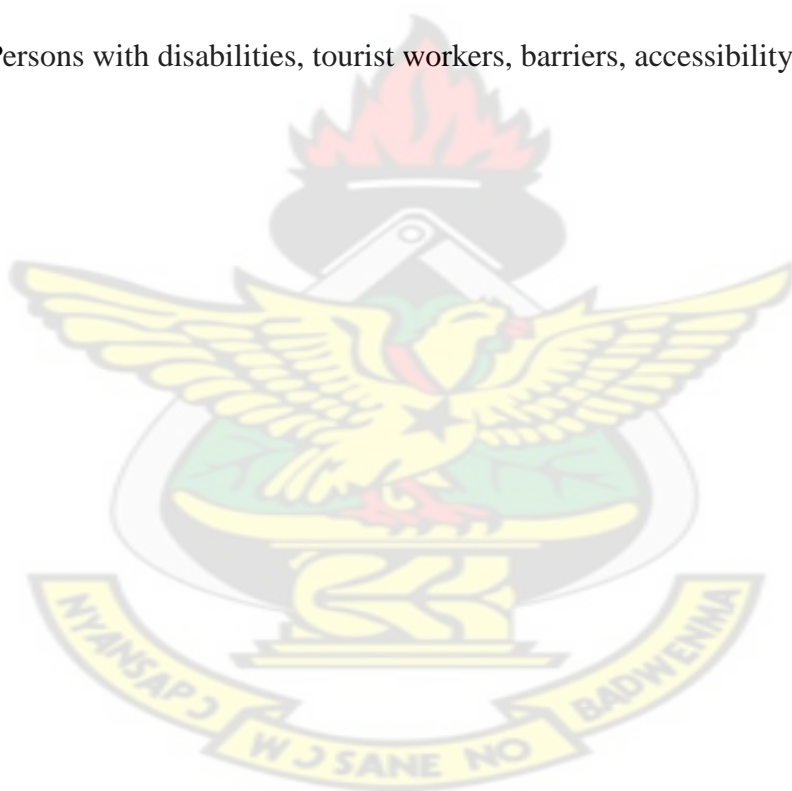 Persons with disabilities, tourist workers, barriers, accessibility
NYANSAPƆ
WƆSANE NO
BADWENMA